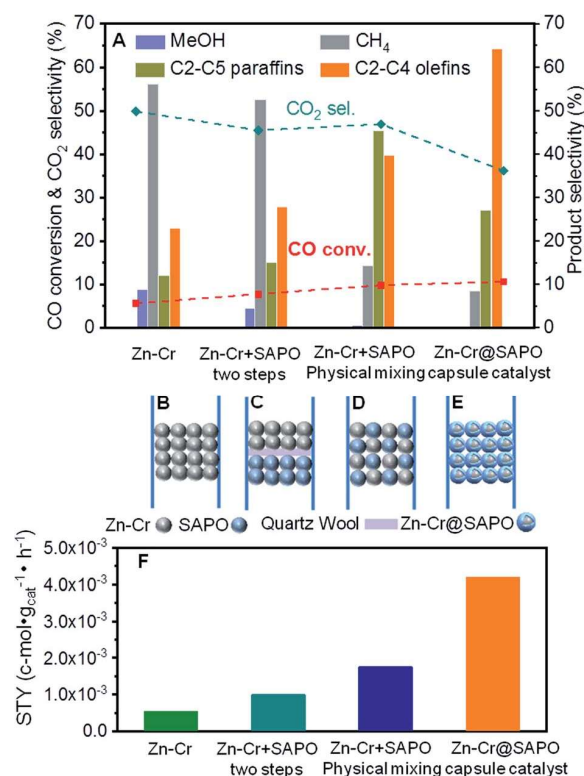 A
MeOH CH4
C2-C5 paraffins C2-C4 olefins
CO2 sel.
CO conv.
CO conversion & CO2 selectivity (%)
70
60
50
40
30
20
10
0
Product selectivity (%)
70
60
50
40
30
20
10
0
Zn-Cr Zn-Cr+SAPO Zn-Cr+SAPO Zn-Cr@SAPO
two steps Physical mixing capsule catalyst
B C D E
Zn-Cr SAPO Quartz Wool Zn-Cr@SAPO
F
STY (c-mol•gcat⁻¹• h⁻¹)
5.0x10⁻³
4.0x10⁻³
3.0x10⁻³
2.0x10⁻³
1.0x10⁻³
0.0
Zn-Cr Zn-Cr+SAPO Zn-Cr+SAPO Zn-Cr@SAPO
two steps Physical mixing capsule catalyst